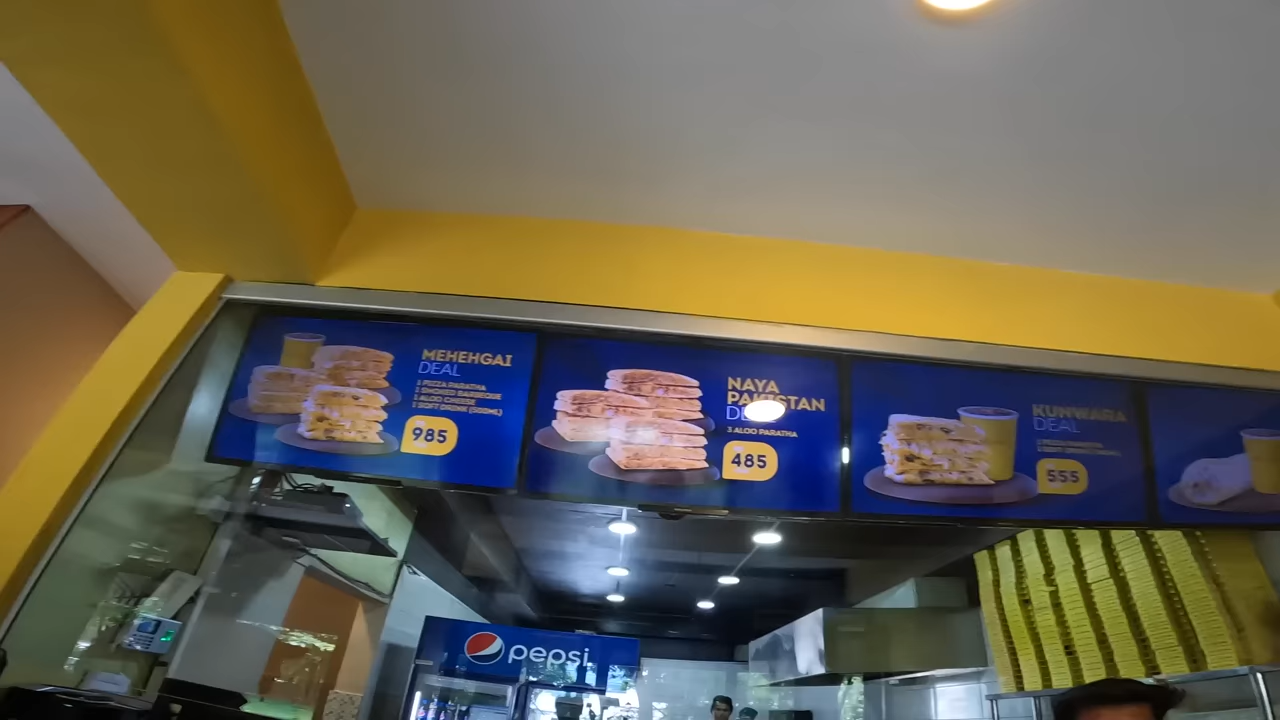 MEHEHGAI
DEAL
1 PIZZA PARATHA
1 SMOKED BARBEQUE
1 ALOO CHEESE
1 SOFT DRINK (500ML)
985
NAYA
PAKISTAN
DEAL
3 ALOO PARATHA
485
KUNWARA
DEAL
555
pepsi